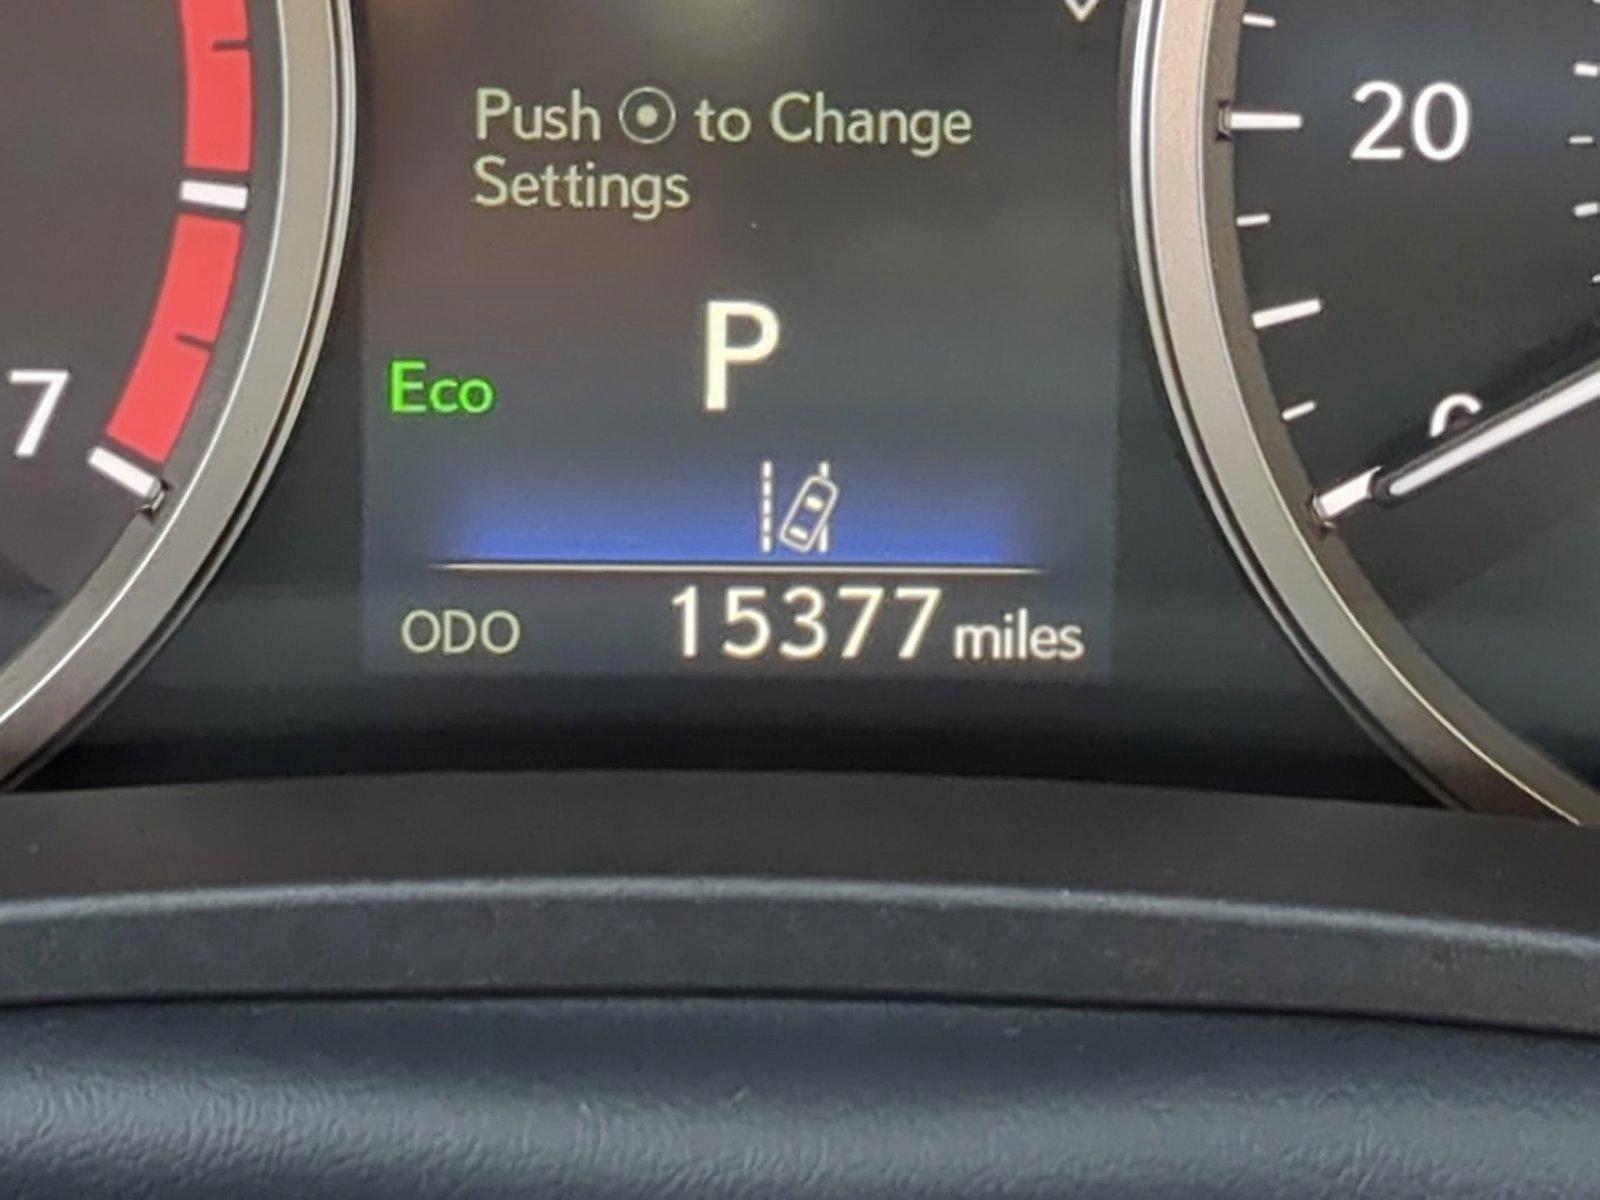 Push to Change
Settings
20
P
Eco
7
ODO 15377 miles